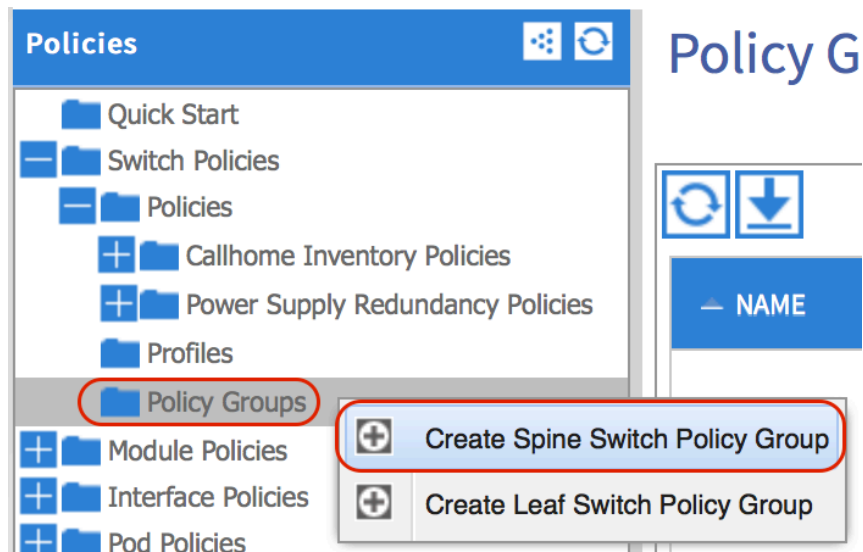 Policies
Policy G
Quick Start
Switch Policies
Policies
Callhome Inventory Policies
Power Supply Redundancy Policies
NAME
Profiles
Policy Groups
Create Spine Switch Policy Group
Module Policies
Interface Policies
Create Leaf Switch Policy Group
Pod Policies